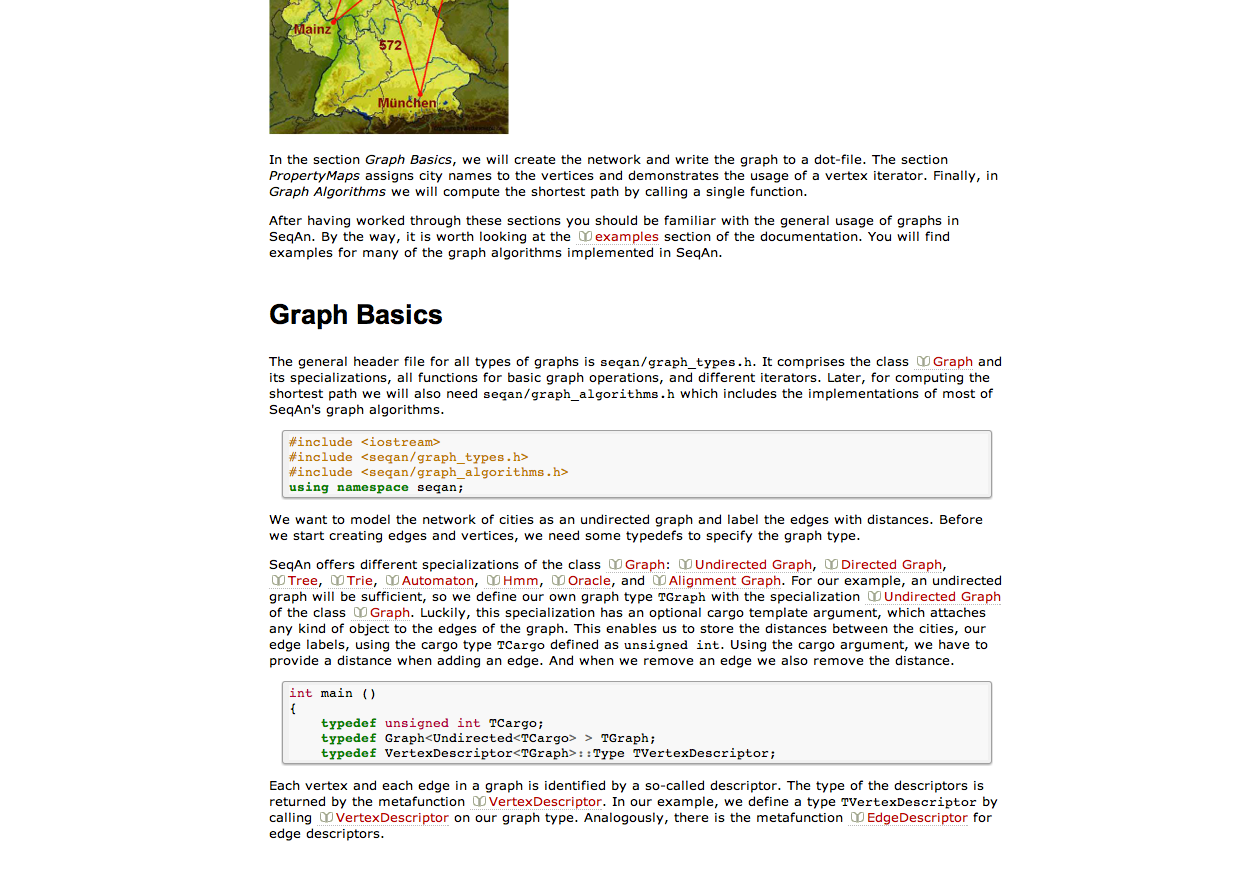 Mainz
572
München
In the section Graph Basics, we will create the network and write the graph to a dot-file. The section
PropertyMaps assigns city names to the vertices and demonstrates the usage of a vertex iterator. Finally, in
Graph Algorithms we will compute the shortest path by calling a single function.
After having worked through these sections you should be familiar with the general usage of graphs in
SeqAn. By the way, it is worth looking at the examples section of the documentation. You will find
examples for many of the graph algorithms implemented in SeqAn.
Graph Basics
The general header file for all types of graphs is seqan/graph_types.h. It comprises the class Graph and
its specializations, all functions for basic graph operations, and different iterators. Later, for computing the
shortest path we will also need seqan/graph_algorithms.h which includes the implementations of most of
SeqAn's graph algorithms.
#include <iostream>
#include <seqan/graph_types.h>
#include <seqan/graph_algorithms.h>
using namespace seqan;
We want to model the network of cities as an undirected graph and label the edges with distances. Before
we start creating edges and vertices, we need some typedefs to specify the graph type.
SeqAn offers different specializations of the class Graph: Undirected Graph, Directed Graph,
Tree, Trie, Automaton, Hmm, Oracle, and Alignment Graph. For our example, an undirected
graph will be sufficient, so we define our own graph type TGraph with the specialization Undirected Graph
of the class Graph. Luckily, this specialization has an optional cargo template argument, which attaches
any kind of object to the edges of the graph. This enables us to store the distances between the cities, our
edge labels, using the cargo type TCargo defined as unsigned int. Using the cargo argument, we have to
provide a distance when adding an edge. And when we remove an edge we also remove the distance.
int main ()
{
    typedef unsigned int TCargo;
    typedef Graph<Undirected<TCargo> > TGraph;
    typedef VertexDescriptor<TGraph>::Type TVertexDescriptor;
Each vertex and each edge in a graph is identified by a so-called descriptor. The type of the descriptors is
returned by the metafunction VertexDescriptor. In our example, we define a type TVertexDescriptor by
calling VertexDescriptor on our graph type. Analogously, there is the metafunction EdgeDescriptor for
edge descriptors.